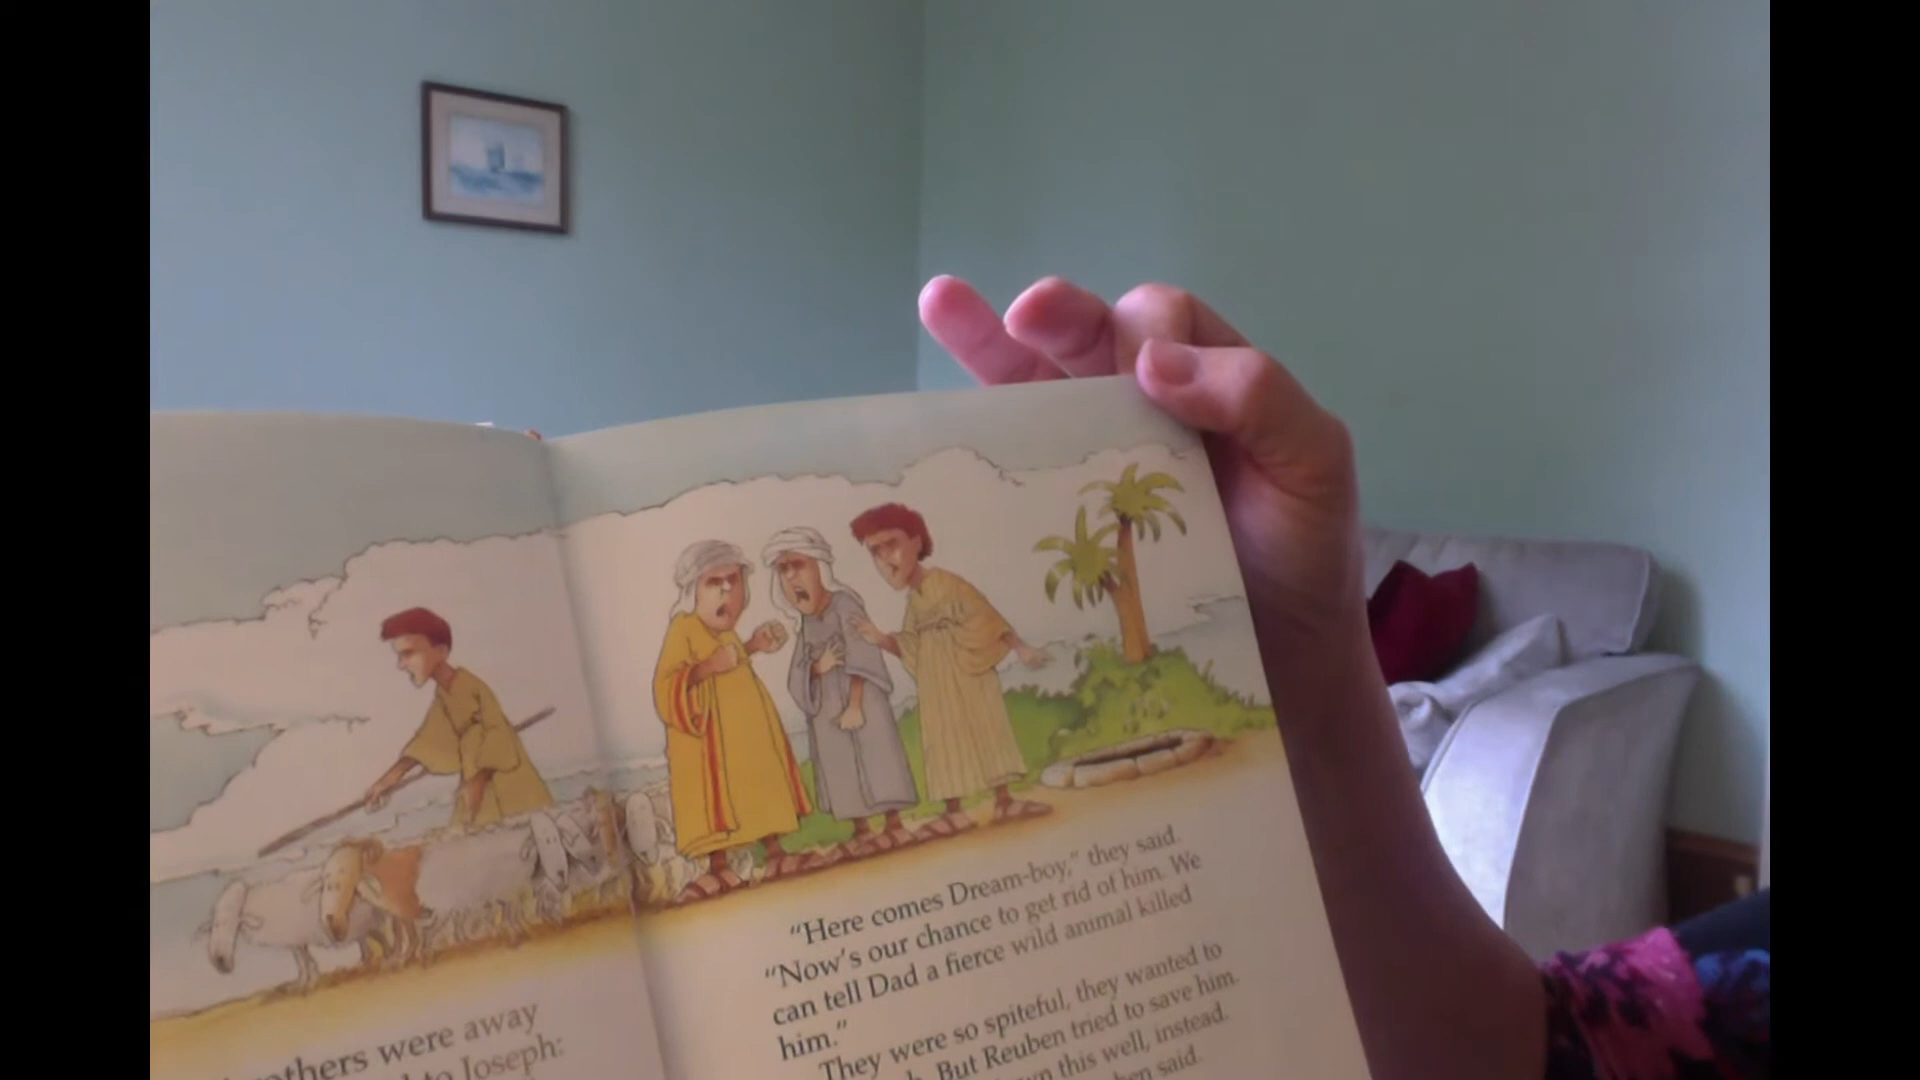 others were away
to Joseph:
"Here comes Dream-boy," they said.
"Now's our chance to get rid of him. We
can tell Dad a fierce wild animal killed
him."
They were so spiteful, they wanted to
But Reuben tried to save him.
this well, instead.
said.